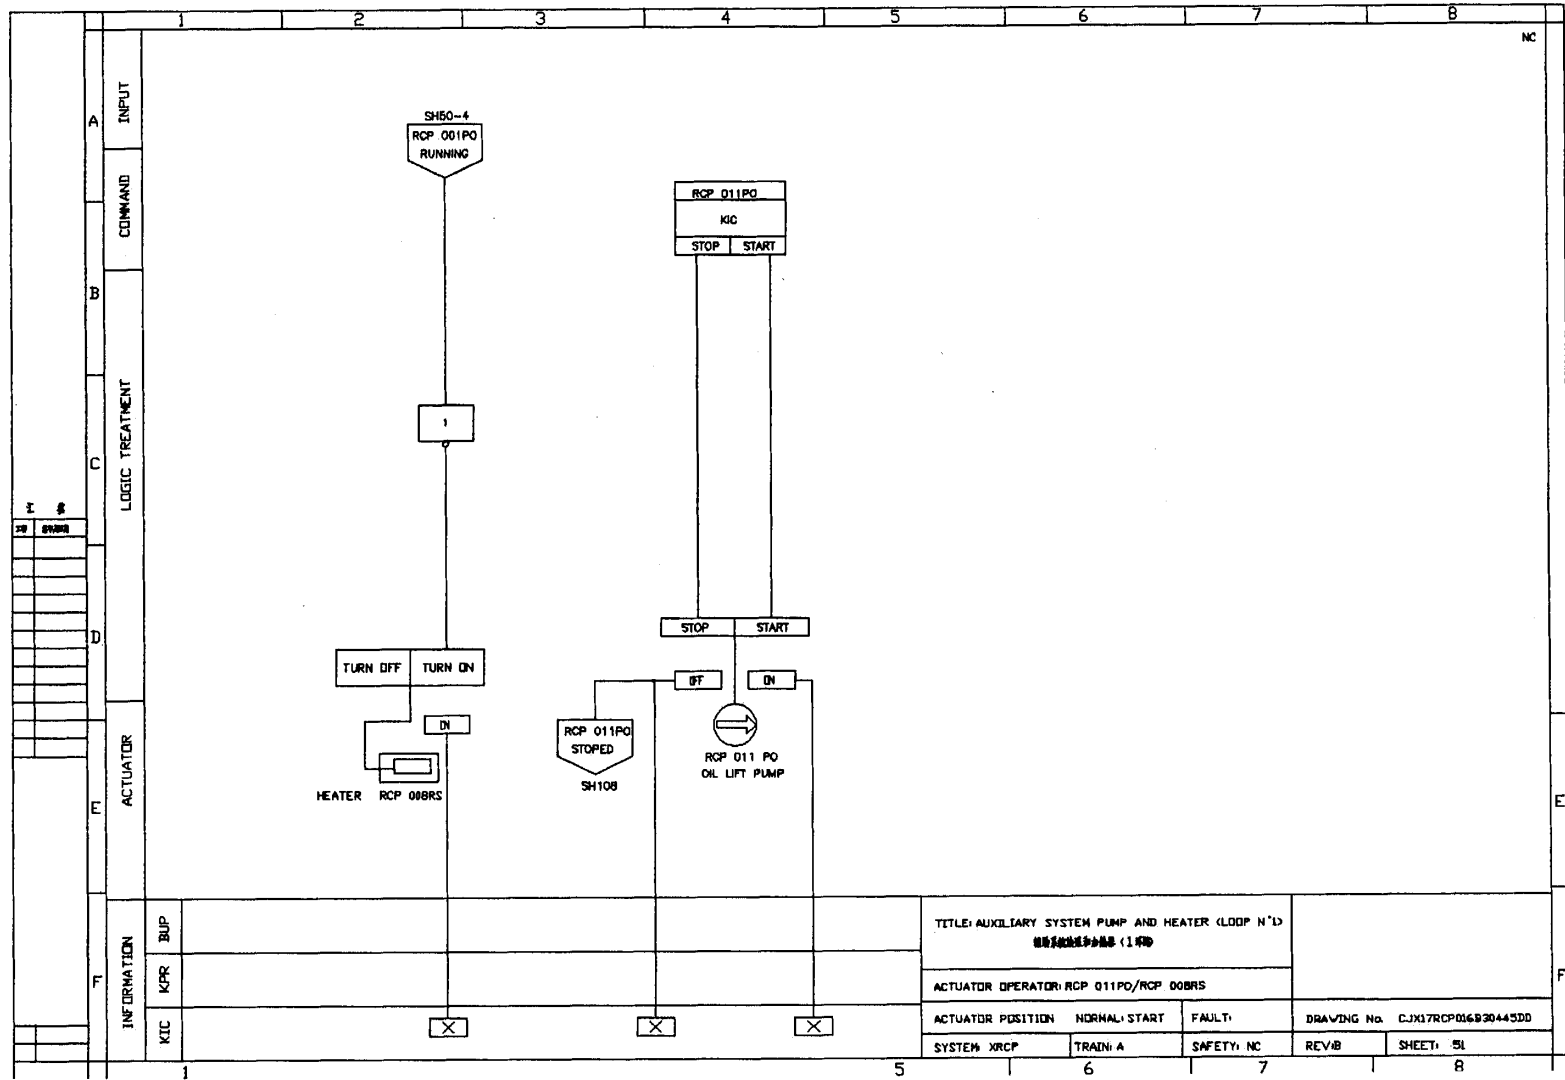 1 2 3 4 5 6 7 8
NC
A
INPUT
SH50-4
RCP 001PO
RUNNING
COMMAND
RCP 011PO
KIC
STOP START
B
LOGIC TREATMENT
1
C
D
STOP START
TURN OFF TURN ON
OFF ON
ON
RCP 011PO
STOPED
SH108
RCP 011 PO
OIL LIFT PUMP
ACTUATOR
HEATER RCP 008RS
E
E
INFORMATION
BUP
KPR
KIC
F
F
TITLE: AUXILIARY SYSTEM PUMP AND HEATER (LOOP N°1)
ACTUATOR OPERATOR: RCP 011PO/RCP 008RS
ACTUATOR POSITION NORMAL: START FAULT: DRAWING No. CJX17RCP016B30445DD
SYSTEM: XRCP TRAIN: A SAFETY: NC REV:B SHEET: 51
1 5 6 7 8